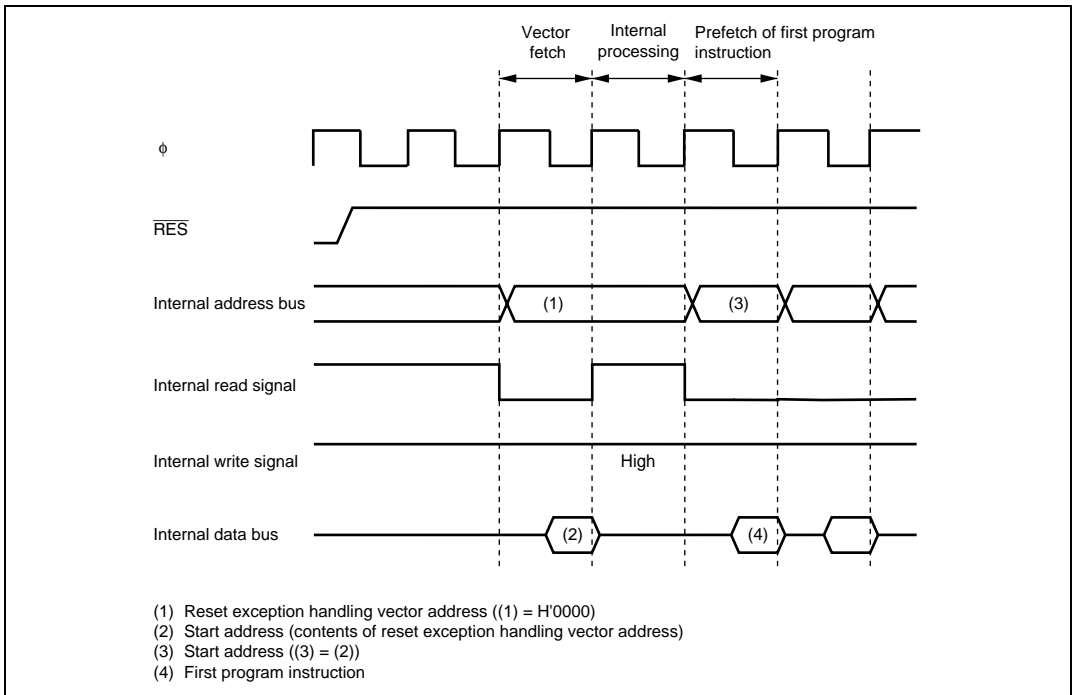 Vector fetch
Internal processing
Prefetch of first program instruction
ϕ
RES
Internal address bus
(1)
(3)
Internal read signal
Internal write signal
High
Internal data bus
(2)
(4)
(1) Reset exception handling vector address ((1) = H'0000)
(2) Start address (contents of reset exception handling vector address)
(3) Start address ((3) = (2))
(4) First program instruction